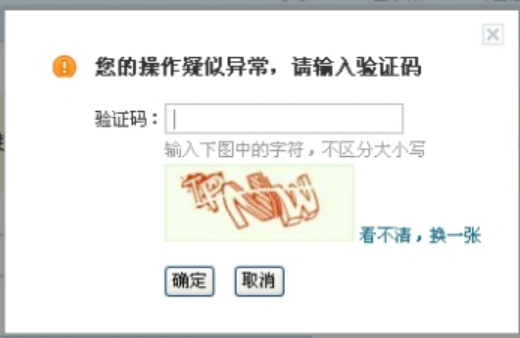 您的操作疑似异常，请输入验证码
验证码：
输入下图中的字符，不区分大小写
看不清，换一张
确定 取消